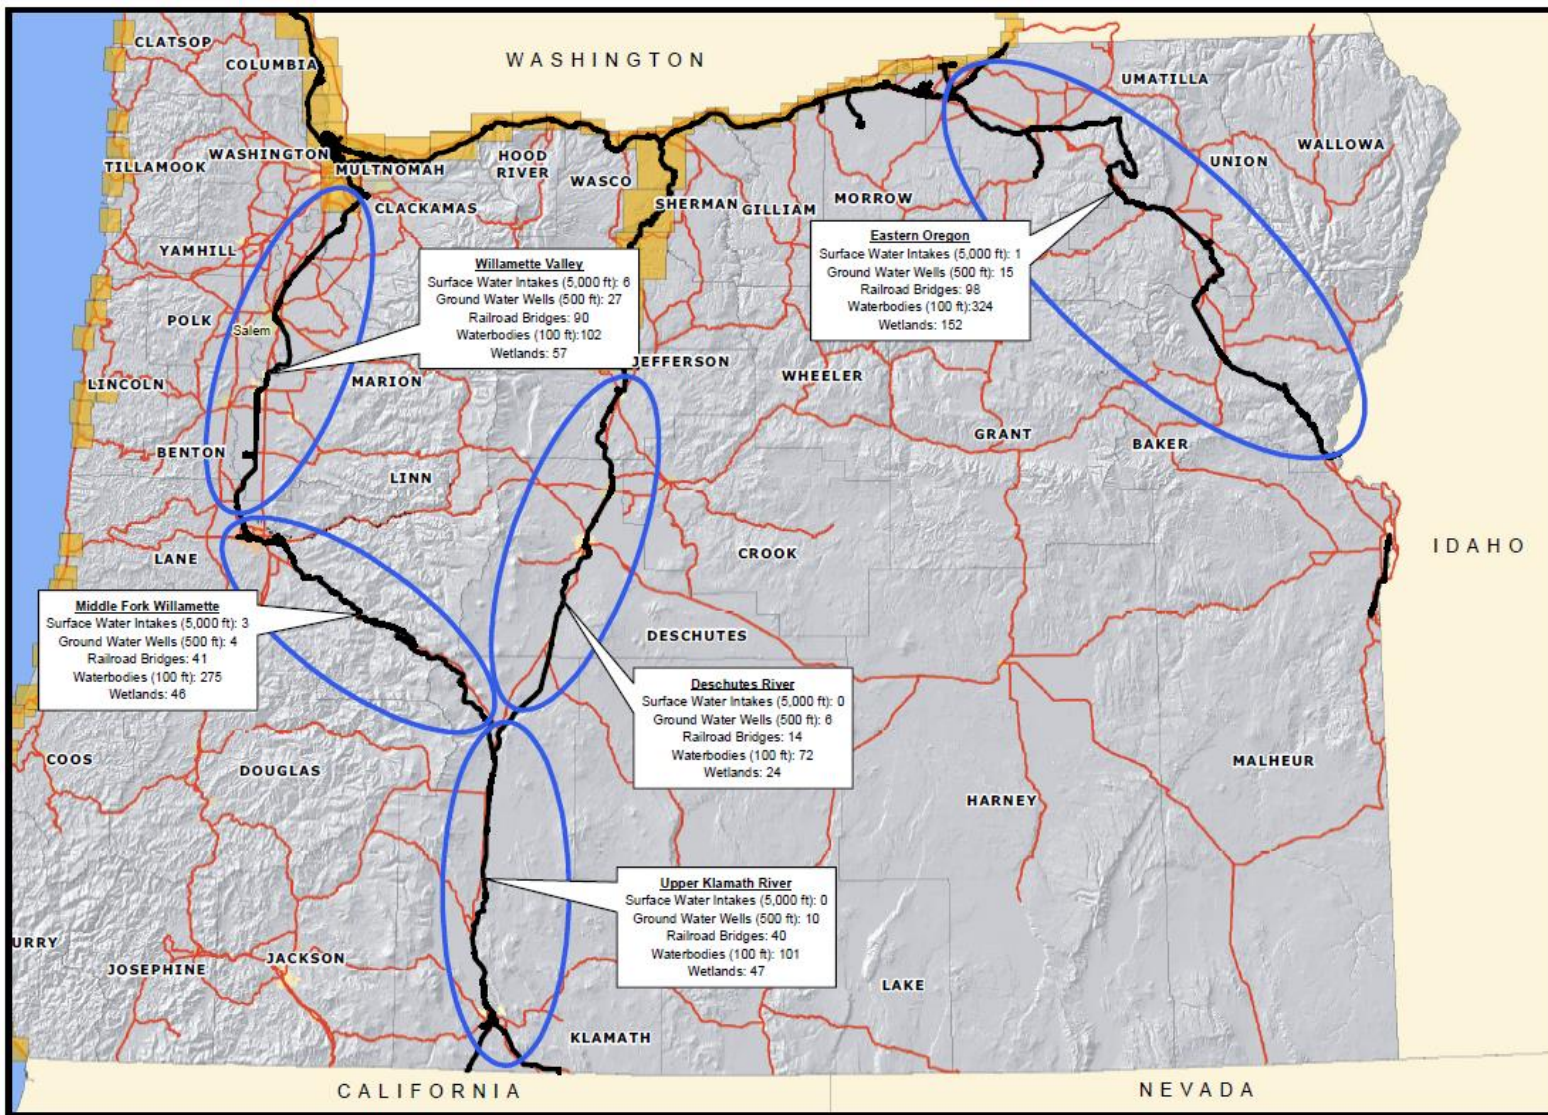 WASHINGTON
CLATSOP
COLUMBIA
UMATILLA
WALLOWA
UNION
WASHINGTON
TILLAMOOK
MULTNOMAH
HOOD
RIVER
WASCO
SHERMAN
GILLIAM
MORROW
CLACKAMAS
YAMHILL
Eastern Oregon
Surface Water Intakes (5,000 ft): 1
Ground Water Wells (500 ft): 15
Railroad Bridges: 98
Waterbodies (100 ft):324
Wetlands: 152
Willamette Valley
Surface Water Intakes (5,000 ft): 6
Ground Water Wells (500 ft): 27
Railroad Bridges: 90
Waterbodies (100 ft):102
Wetlands: 57
POLK
Salem
JEFFERSON
LINCOLN
MARION
WHEELER
GRANT
BAKER
BENTON
LINN
LANE
CROOK
IDAHO
Middle Fork Willamette
Surface Water Intakes (5,000 ft): 3
Ground Water Wells (500 ft): 4
Railroad Bridges: 41
Waterbodies (100 ft): 275
Wetlands: 46
DESCHUTES
Deschutes River
Surface Water Intakes (5,000 ft): 0
Ground Water Wells (500 ft): 6
Railroad Bridges: 14
Waterbodies (100 ft): 72
Wetlands: 24
COOS
DOUGLAS
MALHEUR
HARNEY
Upper Klamath River
Surface Water Intakes (5,000 ft): 0
Ground Water Wells (500 ft): 10
Railroad Bridges: 40
Waterbodies (100 ft): 101
Wetlands: 47
URRY
JOSEPHINE
JACKSON
LAKE
KLAMATH
CALIFORNIA
NEVADA